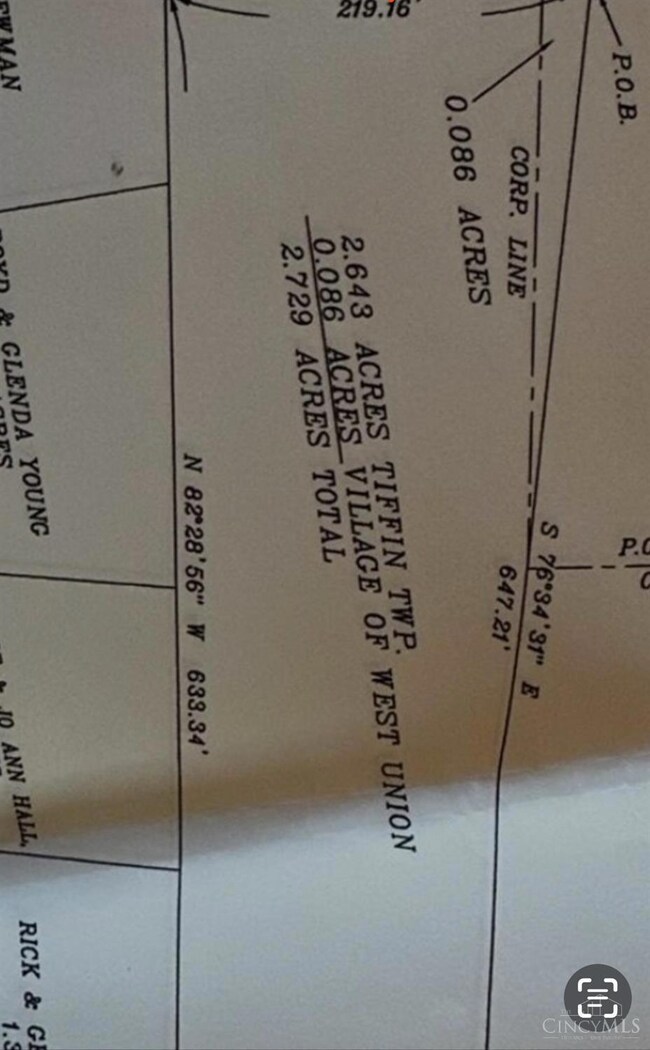 219.16'
P.O.B.
0.086 ACRES
CORP. LINE
2.643 ACRES TIFFIN TWP.
0.086 ACRES VILLAGE OF WEST UNION
2.729 ACRES TOTAL
S 76°34'31" E
647.21'
N 82°28'56" W 633.34'
& GLENDA YOUNG
JO ANN HALL,
RICK &
CINCYMLS